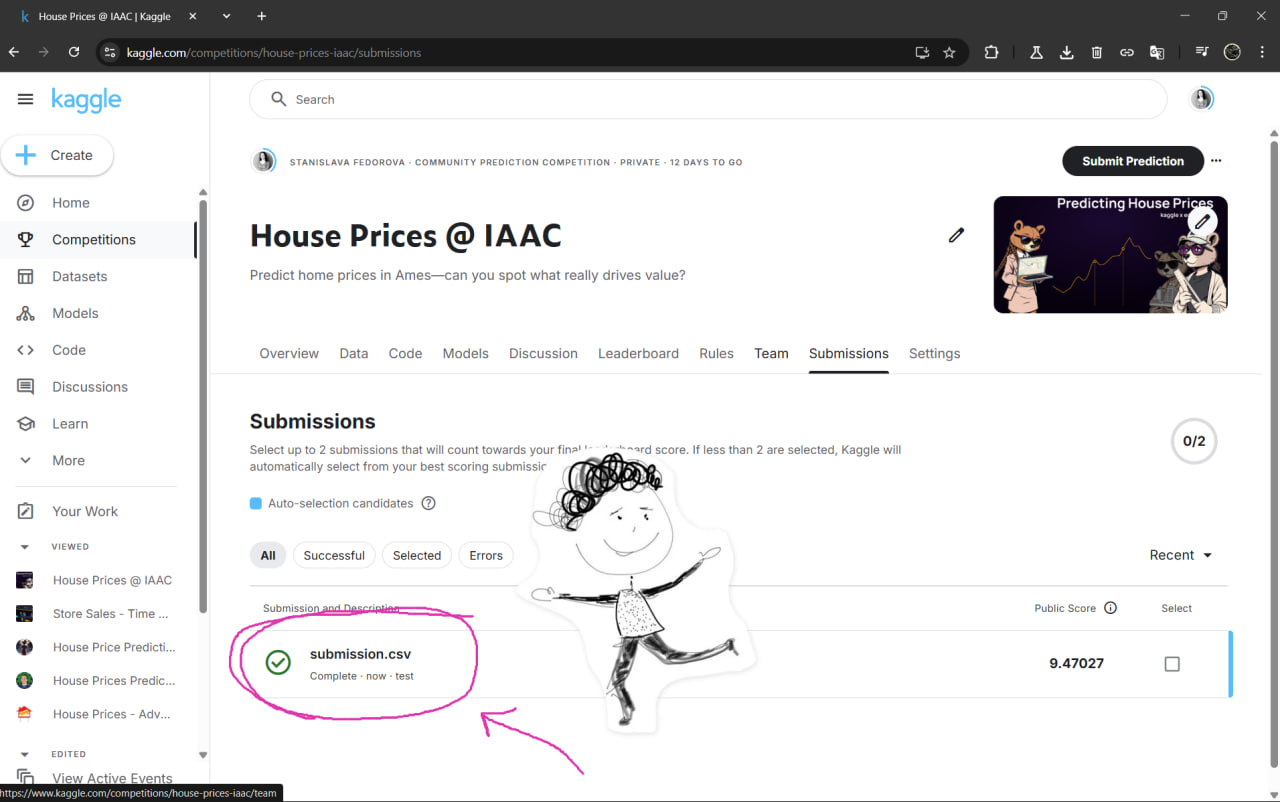 House Prices @ IAAC | Kaggle
kaggle.com/competitions/house-prices-iaac/submissions
kaggle
Search
Create
STANISLAVA FEDOROVA · COMMUNITY PREDICTION COMPETITION · PRIVATE · 12 DAYS TO GO
Submit Prediction
Home
Competitions
Datasets
Models
Code
Discussions
Learn
More
Your Work
VIEWED
House Prices @ IAAC
Store Sales - Time ...
House Price Predicti...
House Prices Predic...
House Prices - Adv...
EDITED
View Active Events
https://www.kaggle.com/competitions/house-prices-iaac/team
House Prices @ IAAC
Predict home prices in Ames—can you spot what really drives value?
Predicting House Prices
kaggle x
Overview Data Code Models Discussion Leaderboard Rules Team Submissions Settings
Submissions
Select up to 2 submissions that will count towards your final leaderboard score. If less than 2 are selected, Kaggle will
automatically select from your best scoring
0/2
Auto-selection candidates
All Successful Selected Errors
Recent
Submission and Description Public Score Select
submission.csv
Complete · now · test
9.47027